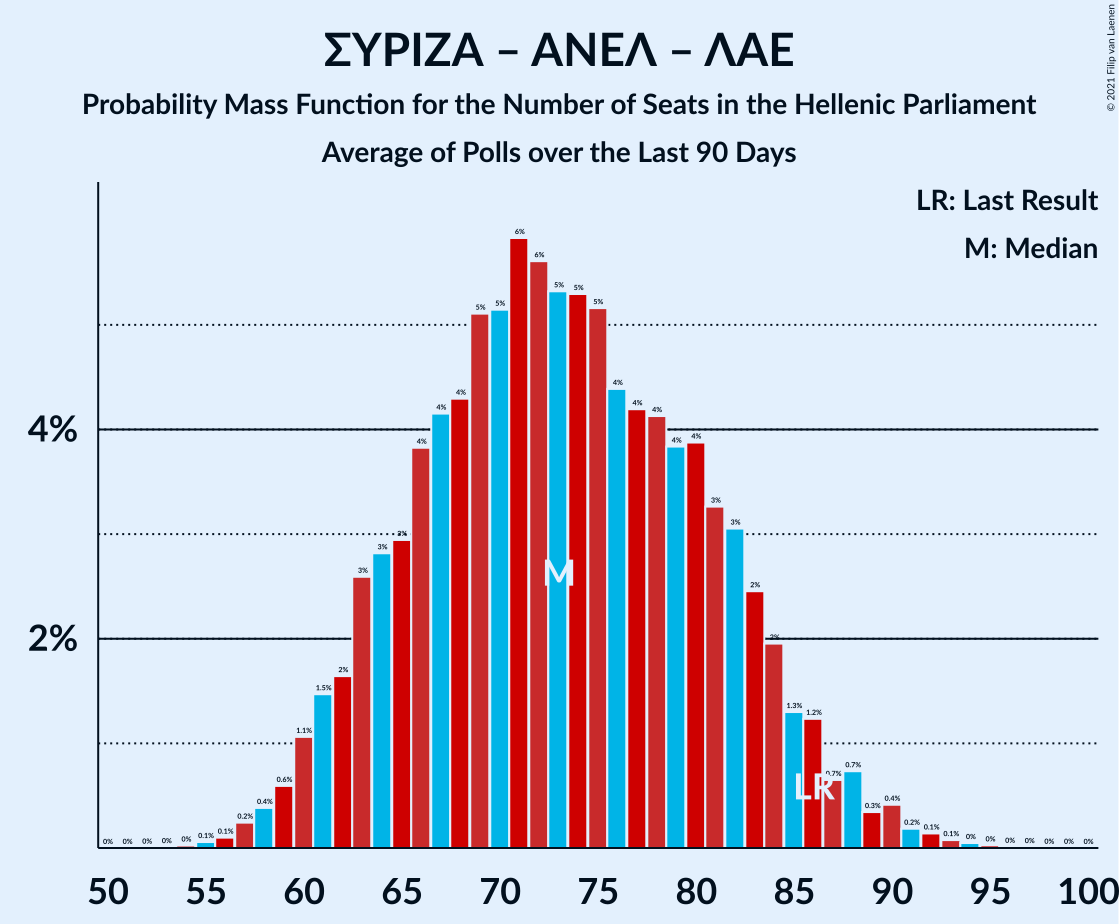 ΣΥΡΙΖΑ – ΑΝΕΛ – ΛΑΕ
Probability Mass Function for the Number of Seats in the Hellenic Parliament
Average of Polls over the Last 90 Days
© 2021 Filip van Laenen
LR: Last Result
M: Median
4%
2%
0% 0% 0% 0% 0% 0.1% 0.1% 0.2% 0.4% 0.6% 1.1% 1.5% 2% 3% 3% 3% 4% 4% 4% 5% 5% 6% 6% 5% 5% 5% 4% 4% 4% 4% 4% 3% 3% 2% 2% 1.3% 1.2% 0.7% 0.7% 0.3% 0.4% 0.2% 0.1% 0.1% 0% 0% 0% 0% 0% 0% 0%
M
LR
50 55 60 65 70 75 80 85 90 95 100